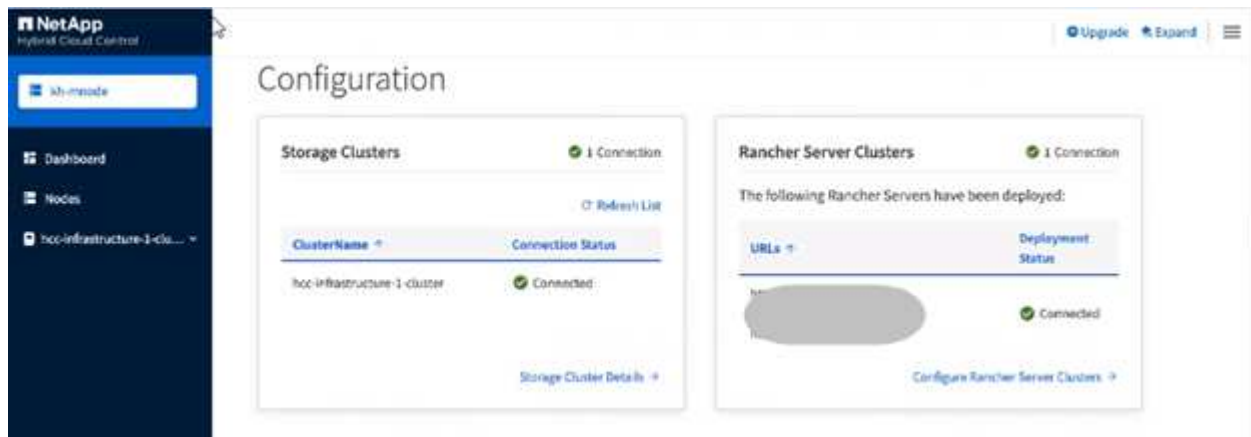 NetApp
Hybrid Cloud Control
Upgrade
Expand
kh-mnode
Dashboard
Nodes
hcc-infrastructure-1-clu...
Configuration
Storage Clusters
1 Connection
Refresh List
ClusterName
Connection Status
hcc-infrastructure-1-cluster
Connected
Storage Cluster Details
Rancher Server Clusters
1 Connection
The following Rancher Servers have been deployed:
URLs
Deployment
Status
Connected
Configure Rancher Server Clusters